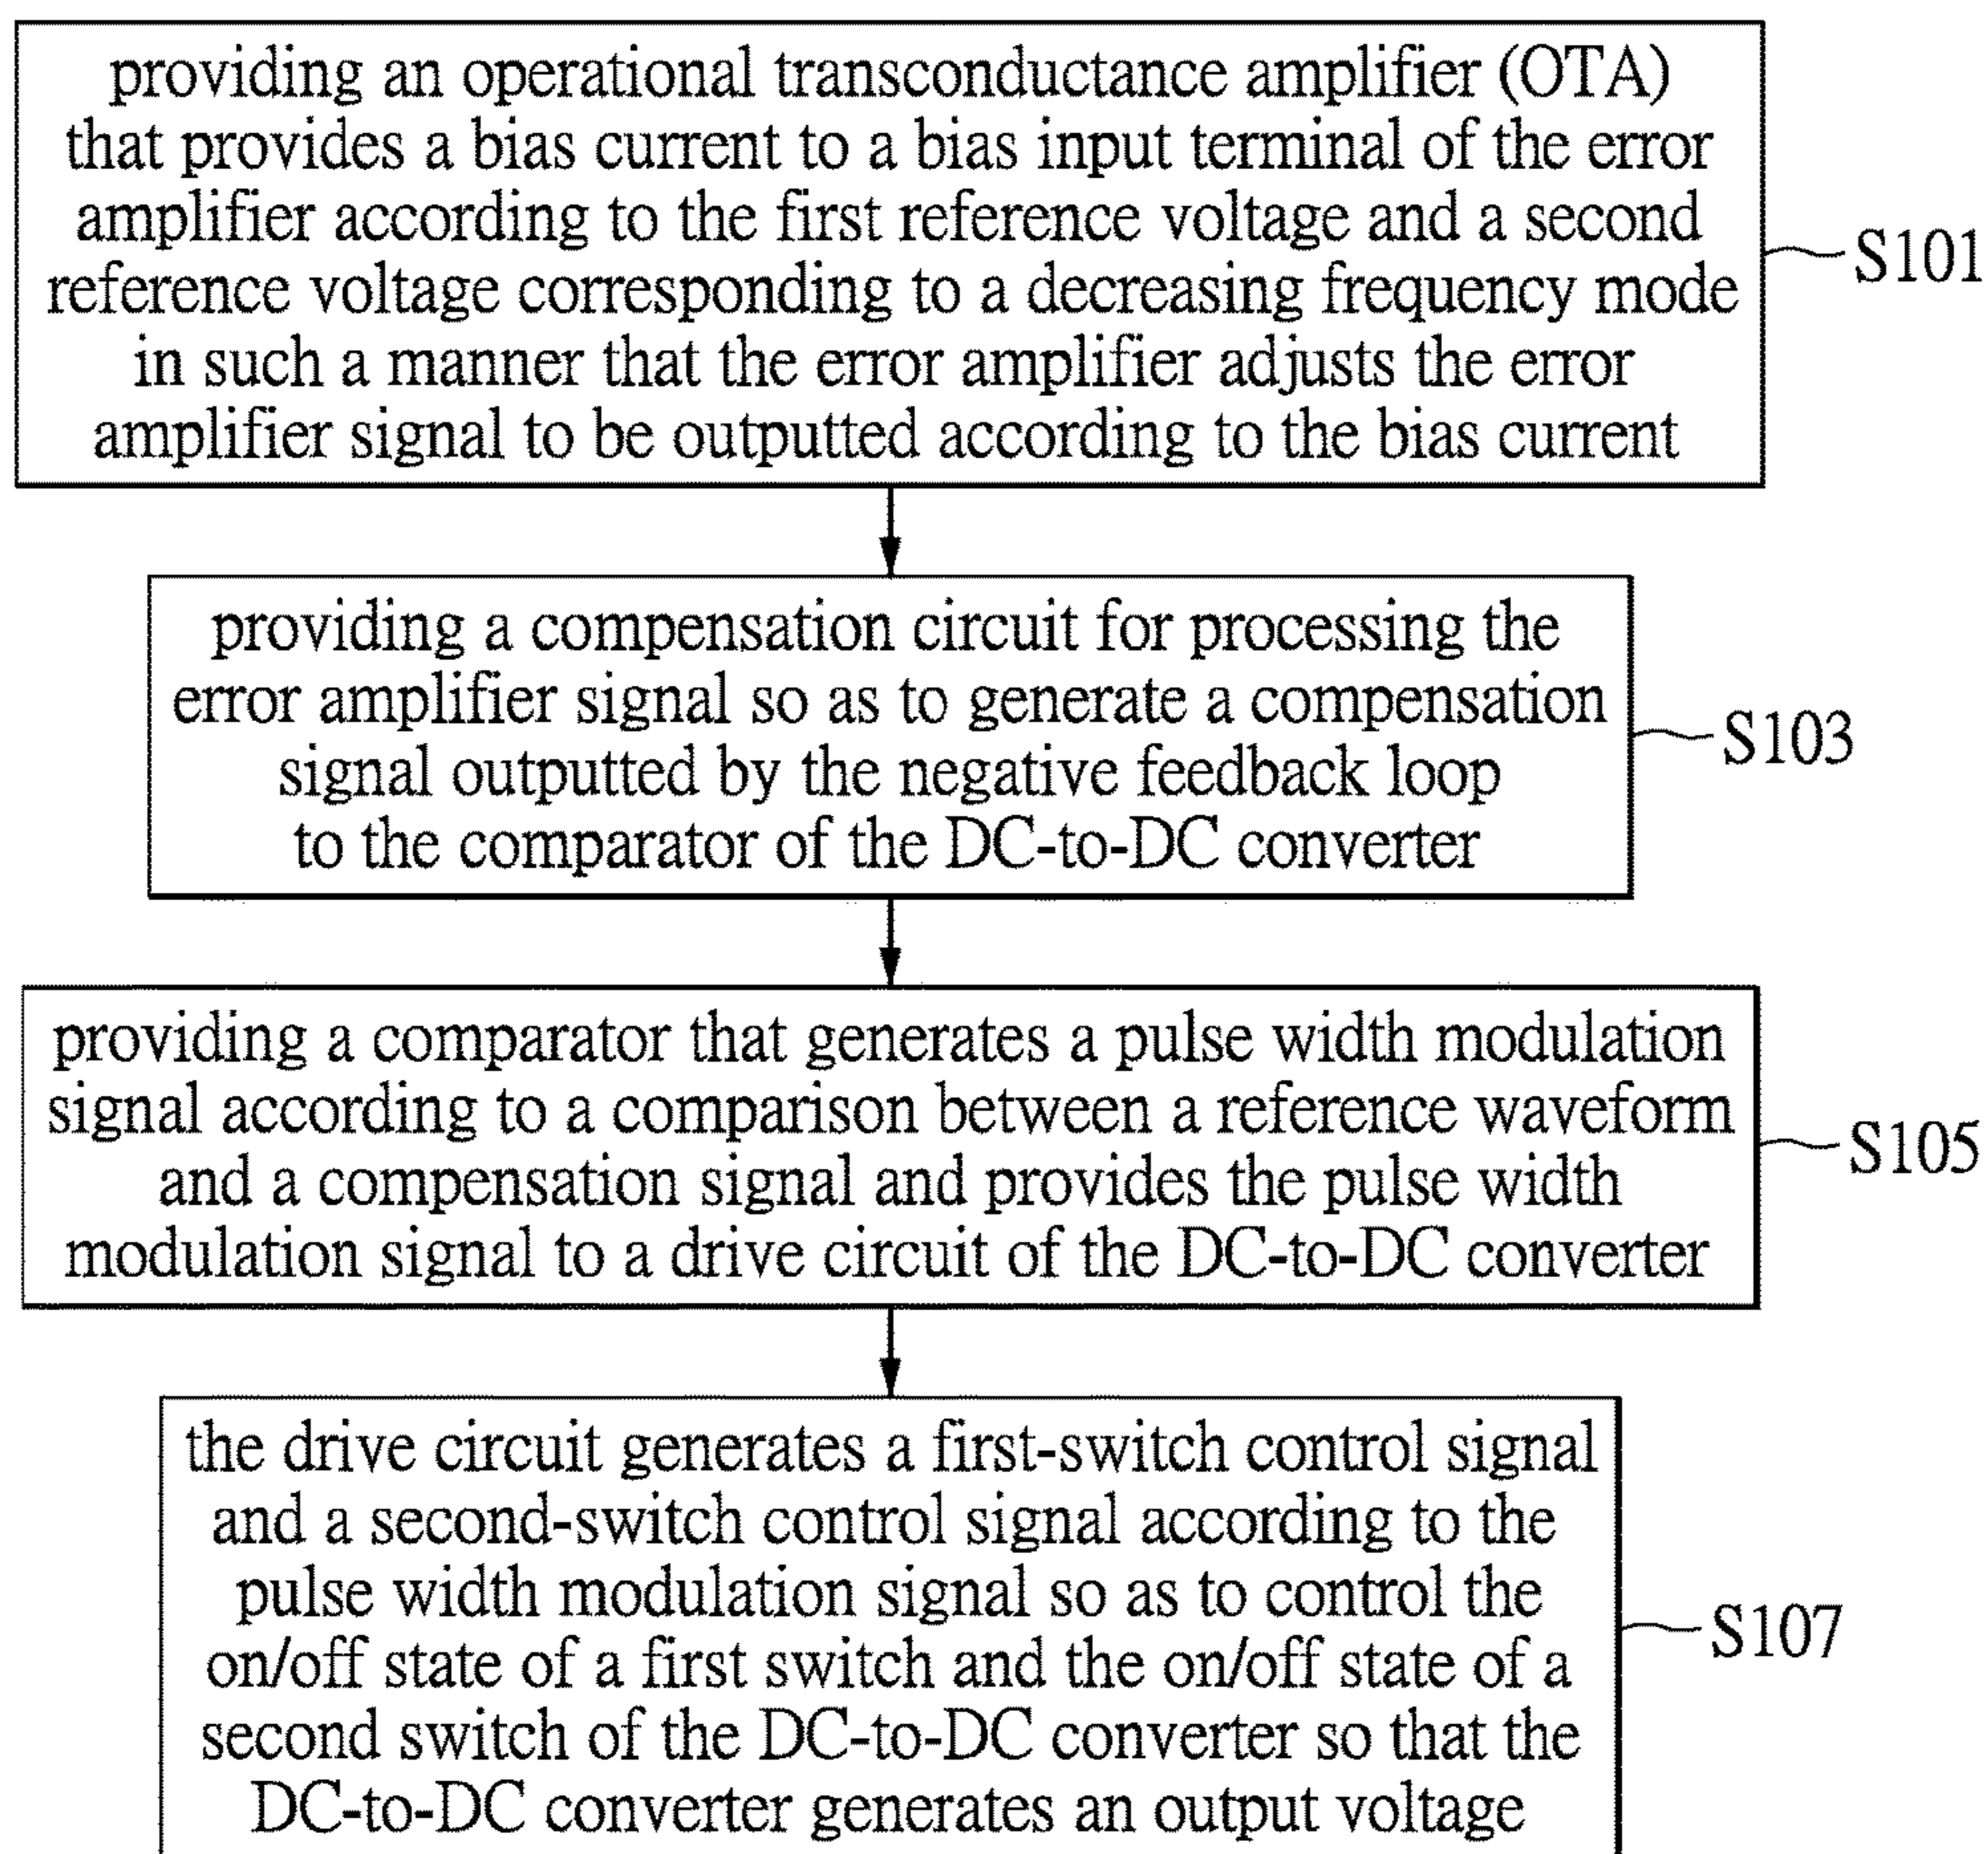 providing an operational transconductance amplifier (OTA)
that provides a bias current to a bias input terminal of the error
amplifier according to the first reference voltage and a second
reference voltage corresponding to a decreasing frequency mode
in such a manner that the error amplifier adjusts the error
amplifier signal to be outputted according to the bias current
S101
providing a compensation circuit for processing the
error amplifier signal so as to generate a compensation
signal outputted by the negative feedback loop
to the comparator of the DC-to-DC converter
S103
providing a comparator that generates a pulse width modulation
signal according to a comparison between a reference waveform
and a compensation signal and provides the pulse width
modulation signal to a drive circuit of the DC-to-DC converter
S105
the drive circuit generates a first-switch control signal
and a second-switch control signal according to the
pulse width modulation signal so as to control the
on/off state of a first switch and the on/off state of a
second switch of the DC-to-DC converter so that the
DC-to-DC converter generates an output voltage
S107